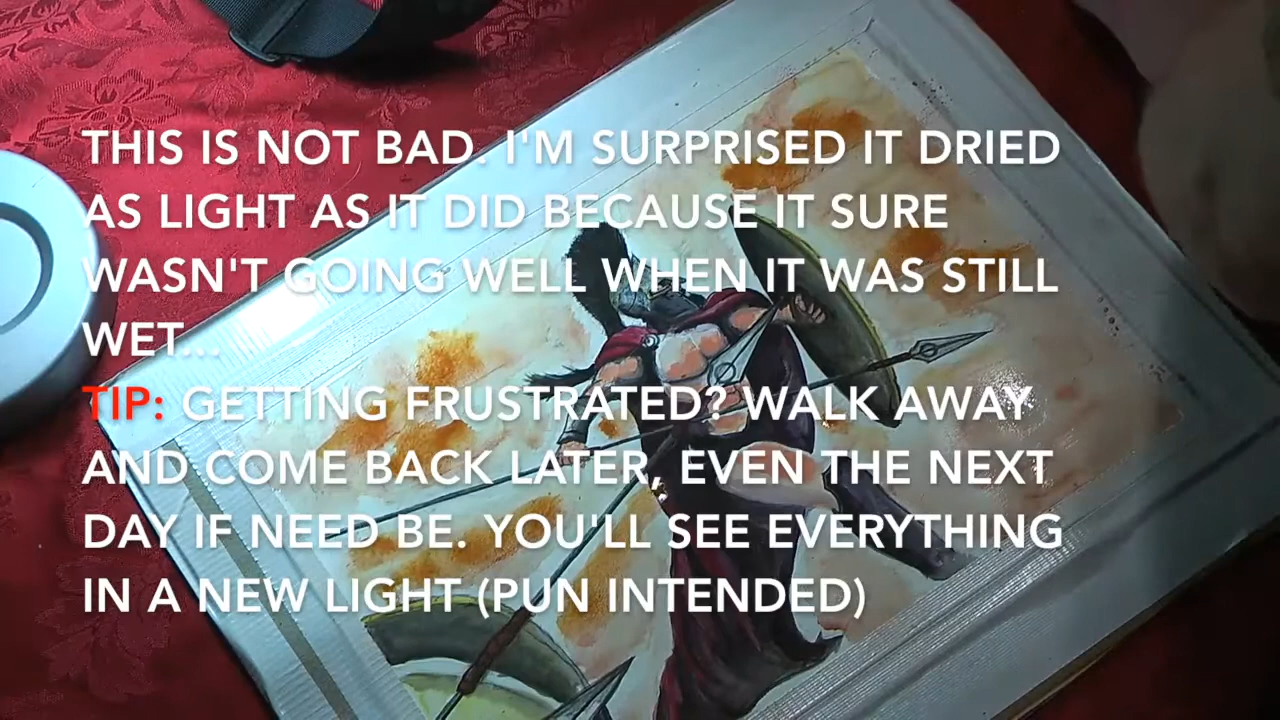 THIS IS NOT BAD. I'M SURPRISED IT DRIED
AS LIGHT AS IT DID BECAUSE IT SURE
WASN'T GOING WELL WHEN IT WAS STILL
WET...
TIP: GETTING FRUSTRATED? WALK AWAY
AND COME BACK LATER, EVEN THE NEXT
DAY IF NEED BE. YOU'LL SEE EVERYTHING
IN A NEW LIGHT (PUN INTENDED)